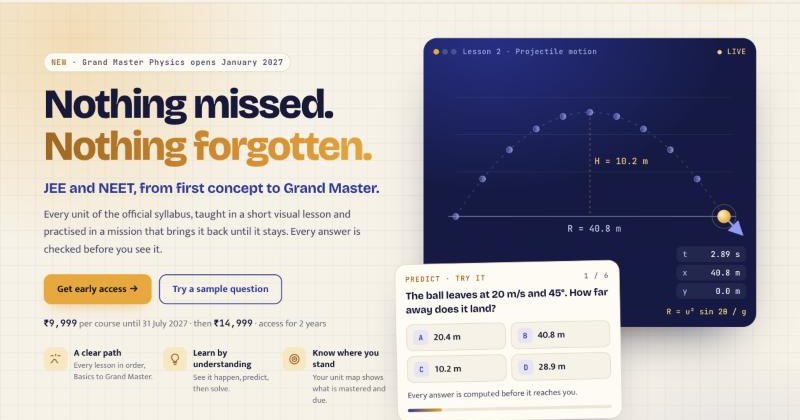 NEW · Grand Master Physics opens January 2027
Nothing missed.
Nothing forgotten.
JEE and NEET, from first concept to Grand Master.
Every unit of the official syllabus, taught in a short visual lesson and
practised in a mission that brings it back until it stays. Every answer is
checked before you see it.
Get early access →
Try a sample question
₹9,999 per course until 31 July 2027 · then ₹14,999 · access for 2 years
A clear path
Every lesson in order,
Basics to Grand Master.
Learn by
understanding
See it happen, predict,
then solve.
Know where you
stand
Your unit map shows
what is mastered and
due.
Lesson 2 · Projectile motion
LIVE
H = 10.2 m
R = 40.8 m
t 2.89 s
x 40.8 m
y 0.0 m
R = u² sin 2θ / g
PREDICT · TRY IT
1 / 6
The ball leaves at 20 m/s and 45°. How far
away does it land?
A 20.4 m
B 40.8 m
C 10.2 m
D 28.9 m
Every answer is computed before it reaches you.